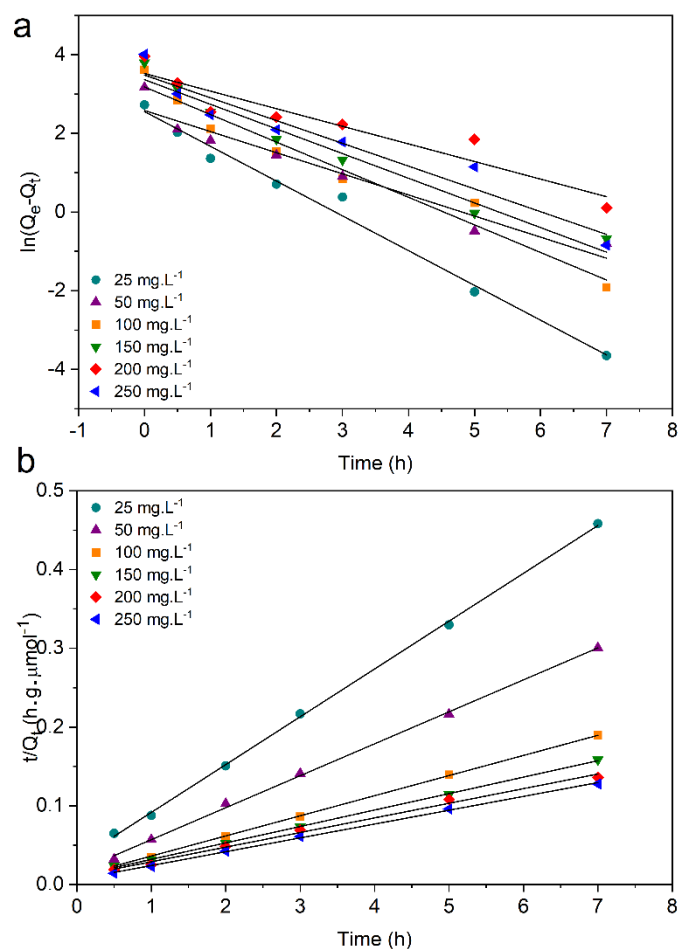 a
ln(Qe-Qt)
4
2
0
-2
-4
25 mg.L-1
50 mg.L-1
100 mg.L-1
150 mg.L-1
200 mg.L-1
250 mg.L-1
-1 0 1 2 3 4 5 6 7 8
Time (h)
b
t/Qt (h.g.μmol-1)
0.5
0.4
0.3
0.2
0.1
0.0
25 mg.L-1
50 mg.L-1
100 mg.L-1
150 mg.L-1
200 mg.L-1
250 mg.L-1
0 1 2 3 4 5 6 7 8
Time (h)